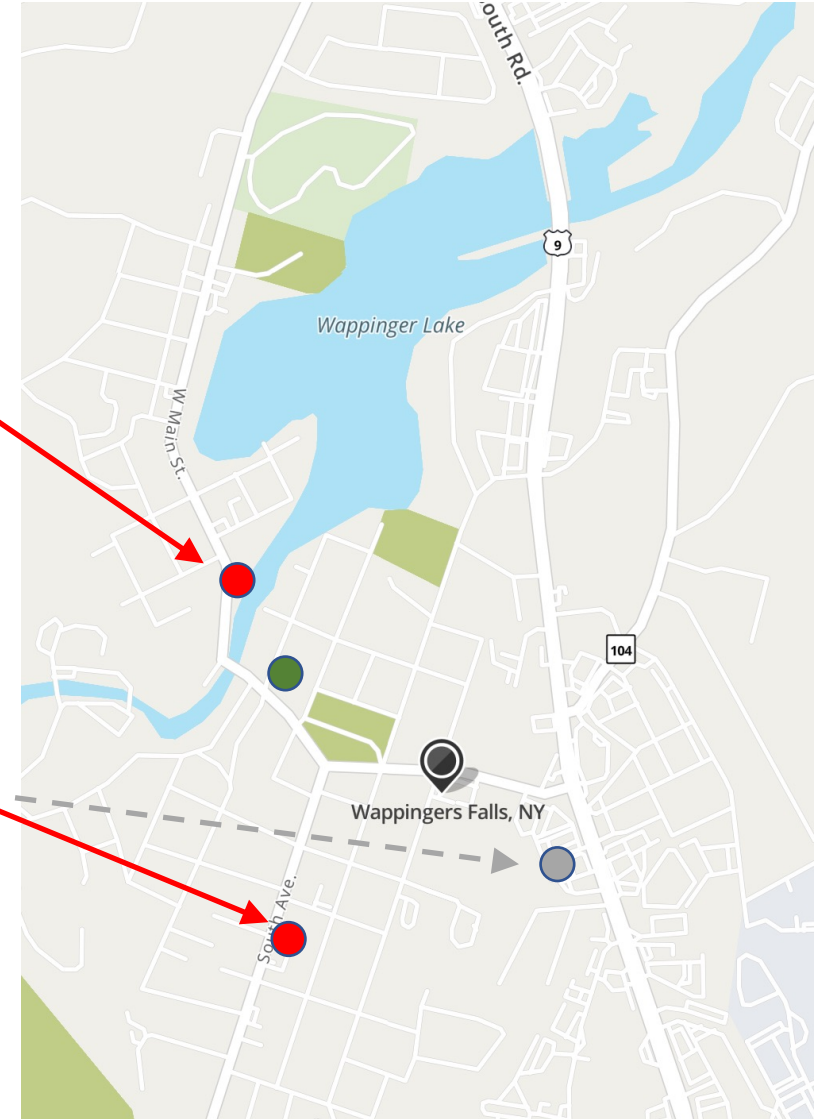 South Rd.
9
Wappinger Lake
W Main St.
104
Wappingers Falls, NY
South Ave.